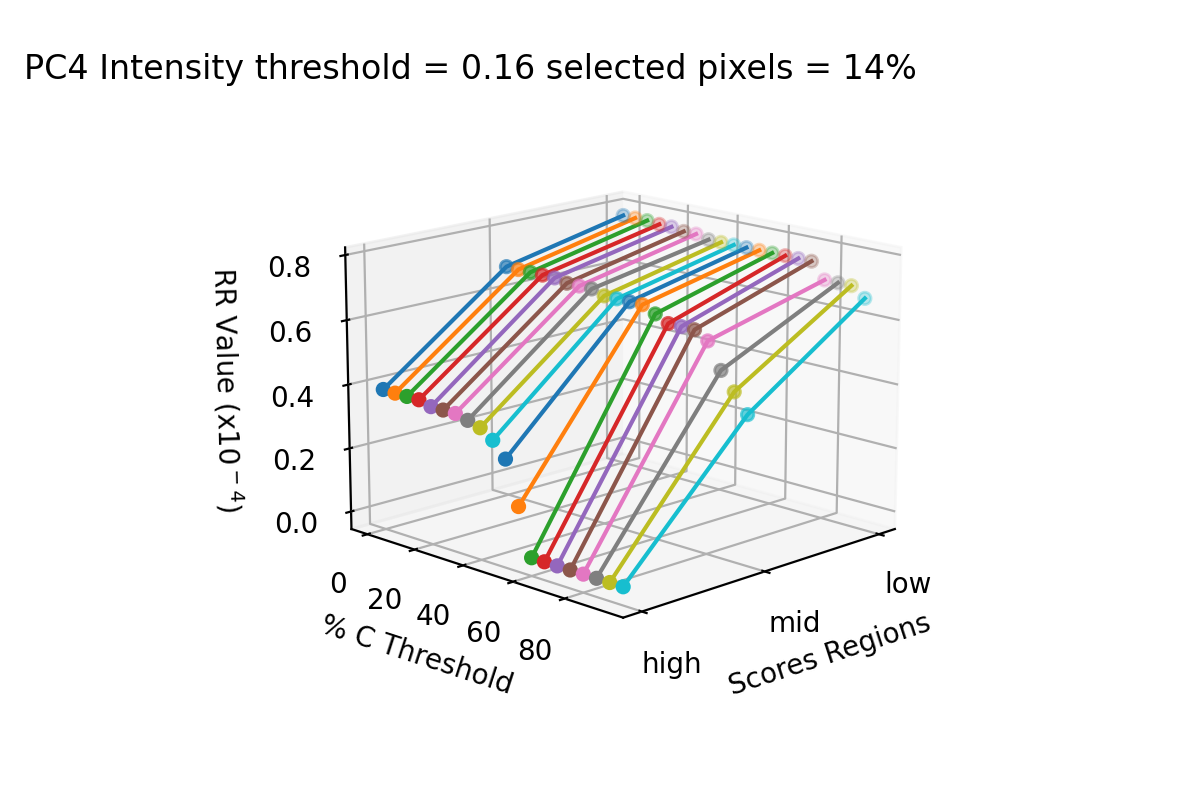 PC4 Intensity threshold = 0.16 selected pixels = 14%
0.8
0.6
0.4
0.2
0.0
RR Value (x10⁻⁴)
0
20
40
60
80
% C Threshold
high
mid
low
Scores Regions